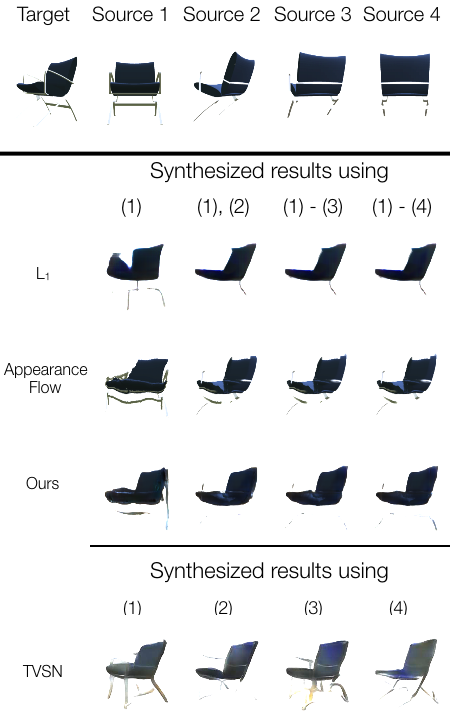 Target Source 1 Source 2 Source 3 Source 4
Synthesized results using
(1) (1), (2) (1) - (3) (1) - (4)
L1
Appearance
Flow
Ours
Synthesized results using
(1) (2) (3) (4)
TVSN